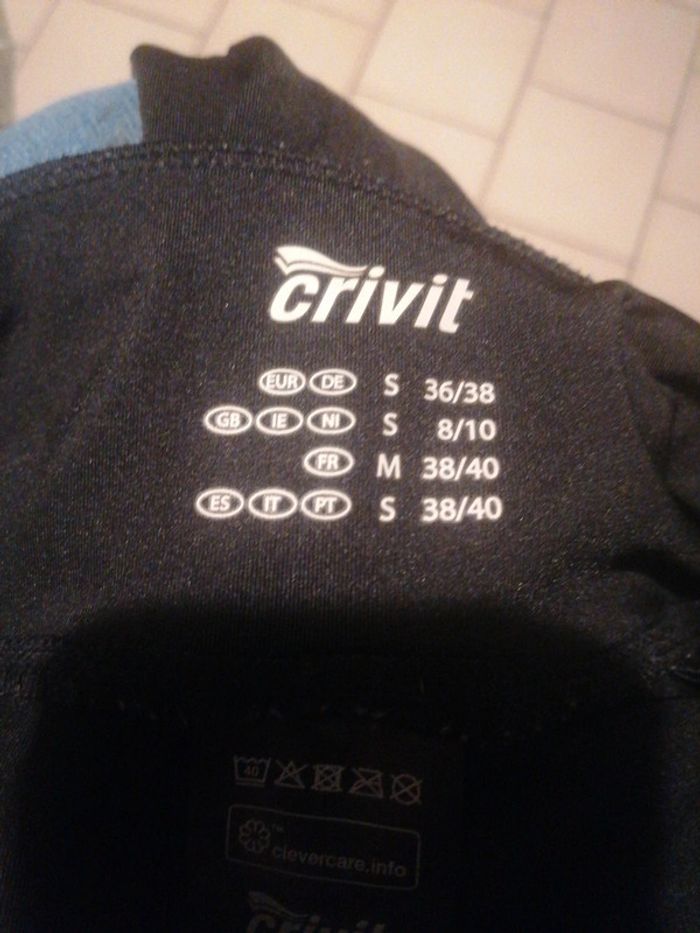 crivit
EUR DE S 36/38
GB IE NI S 8/10
FR M 38/40
ES IT PT S 38/40
40
clevercare.info
crivit